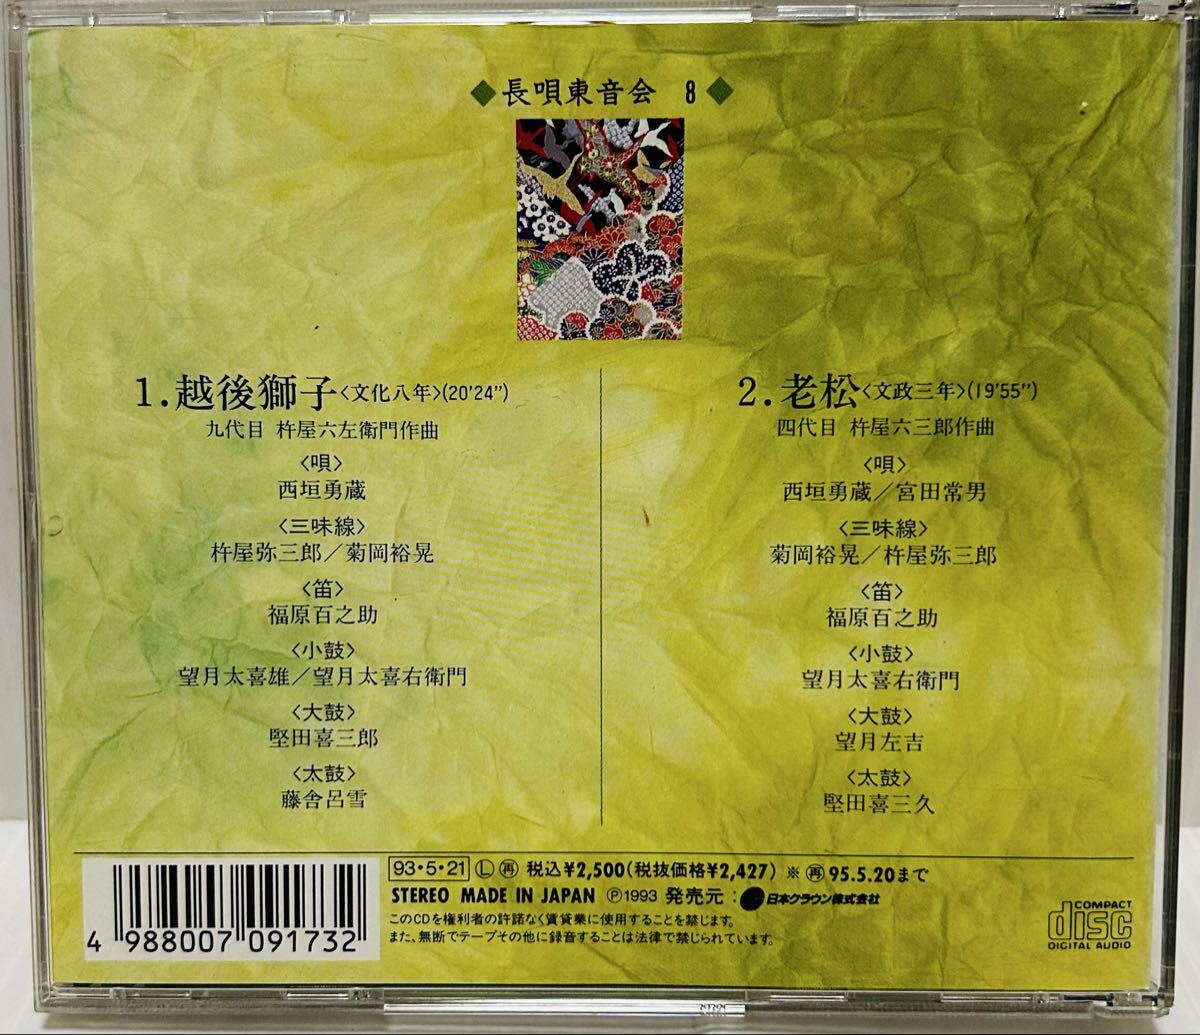 ◆長唄東音会 8◆
1.越後獅子〈文化八年〉(20'24")
九代目 杵屋六左衛門作曲
〈唄〉
西垣勇蔵
〈三味線〉
杵屋弥三郎／菊岡裕晃
〈笛〉
福原百之助
〈小鼓〉
望月太喜雄／望月太喜右衛門
〈大鼓〉
堅田喜三郎
〈太鼓〉
藤舎呂雪
2.老松〈文政三年〉(19'55")
四代目 杵屋六三郎作曲
〈唄〉
西垣勇蔵／宮田常男
〈三味線〉
菊岡裕晃／杵屋弥三郎
〈笛〉
福原百之助
〈小鼓〉
望月太喜右衛門
〈大鼓〉
望月左吉
〈太鼓〉
堅田喜三久
4 988007 091732
93・5・21 Ⓛ ㊢ 税込¥2,500(税抜価格¥2,427) ※ 再 95.5.20まで
STEREO MADE IN JAPAN Ⓟ1993 発売元：日本クラウン株式会社
このCDを権利者の許諾なく賃貸業に使用することを禁じます。
また、無断でテープその他に録音することは法律で禁じられています。
COMPACT
disc
DIGITAL AUDIO